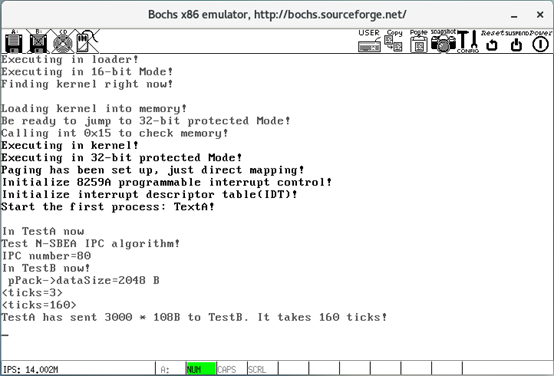 Bochs x86 emulator, http://bochs.sourceforge.net/
A: B: CD USER Copy Paste snapshot CONFIG Reset SUSPEND Power
Executing in loader!
Executing in 16-bit Mode!
Finding kernel right now!
Loading kernel into memory!
Be ready to jump to 32-bit protected Mode!
Calling int 0x15 to check memory!
Executing in kernel!
Executing in 32-bit protected Mode!
Paging has been set up, just direct mapping!
Initialize 8259A programmable interrupt control!
Initialize interrupt descriptor table(IDT)!
Start the first process: TextA!
In TestA now
Test N-SBEA IPC algorithm!
IPC number=80
In TestB now!
pPack->dataSize=2048 B
<ticks=3>
<ticks=160>
TestA has sent 3000 * 108B to TestB. It takes 160 ticks!
_
IPS: 14.002M A: NUM CAPS SCRL